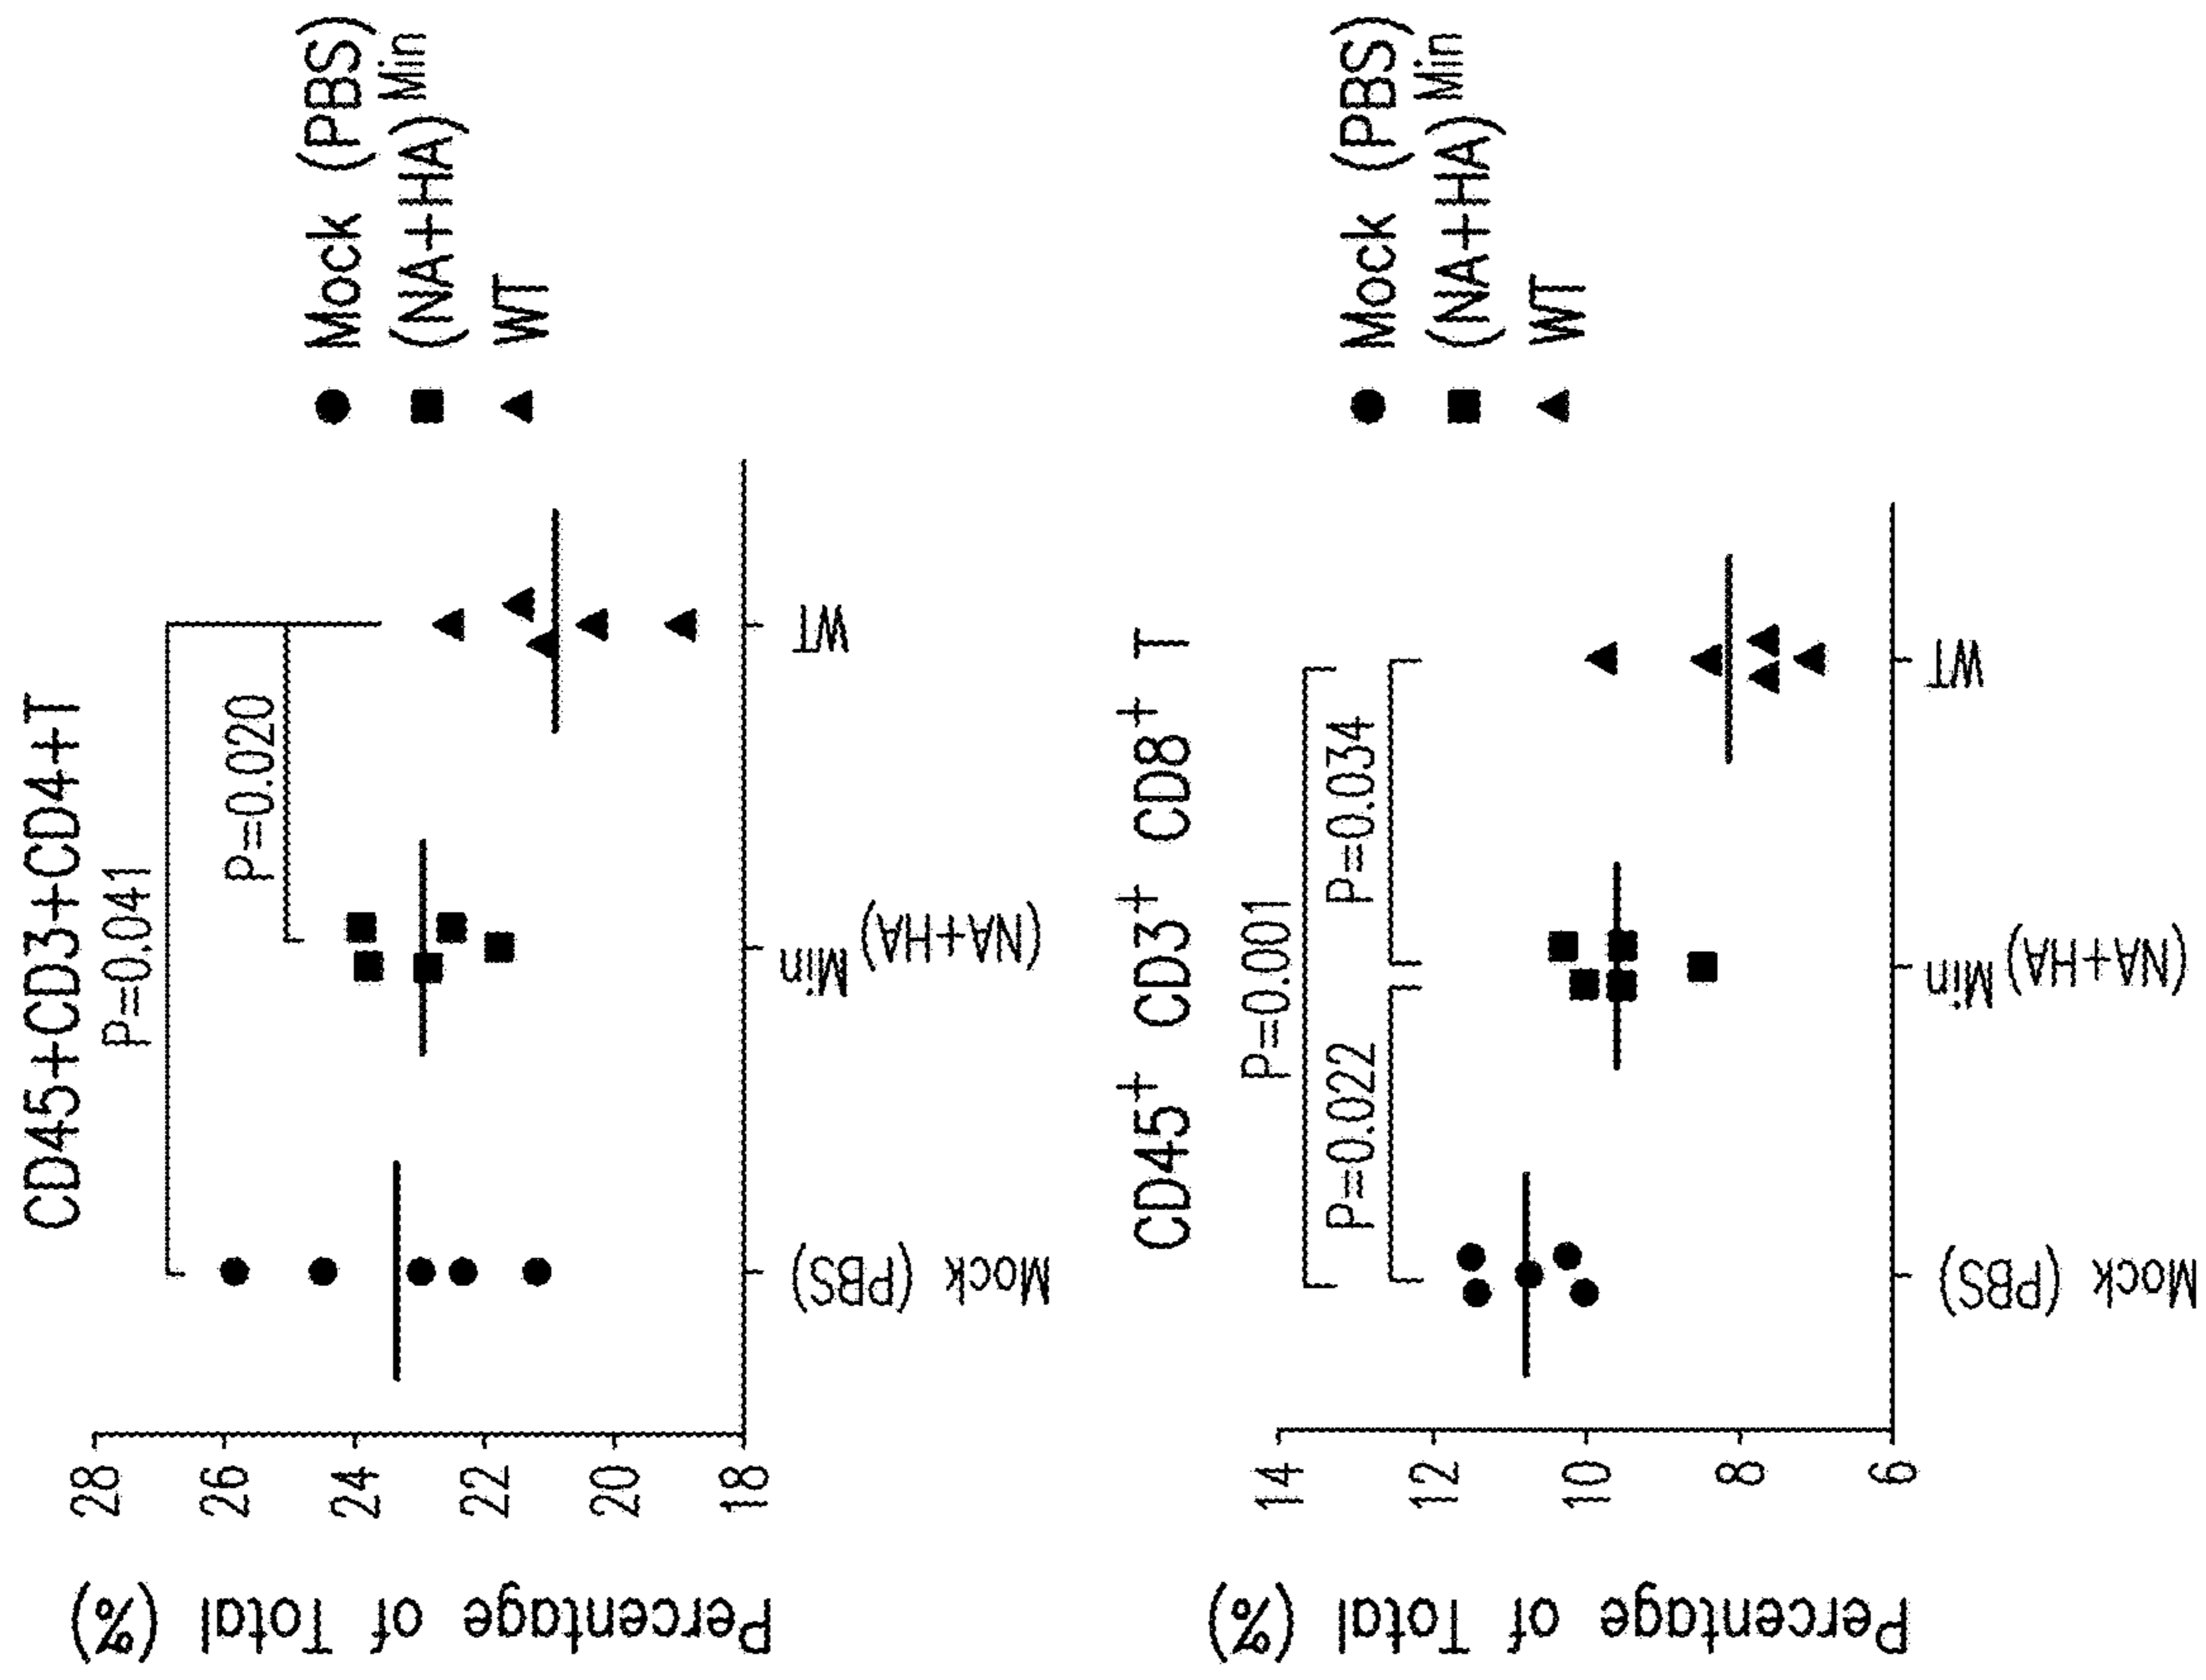 CD45+CD3+CD4+T
P=0.041
P=0.020
28
26
24
22
20
18
Percentage of Total (%)
Mock (PBS)
Min
(NA+HA)
WT
Mock (PBS)
(NA+HA) Min
WT
CD45+ CD3+ CD8+ T
P=0.001
P=0.022
P=0.034
14
12
10
8
6
Percentage of Total (%)
Mock (PBS)
Min
(NA+HA)
WT
Mock (PBS)
(NA+HA) Min
WT